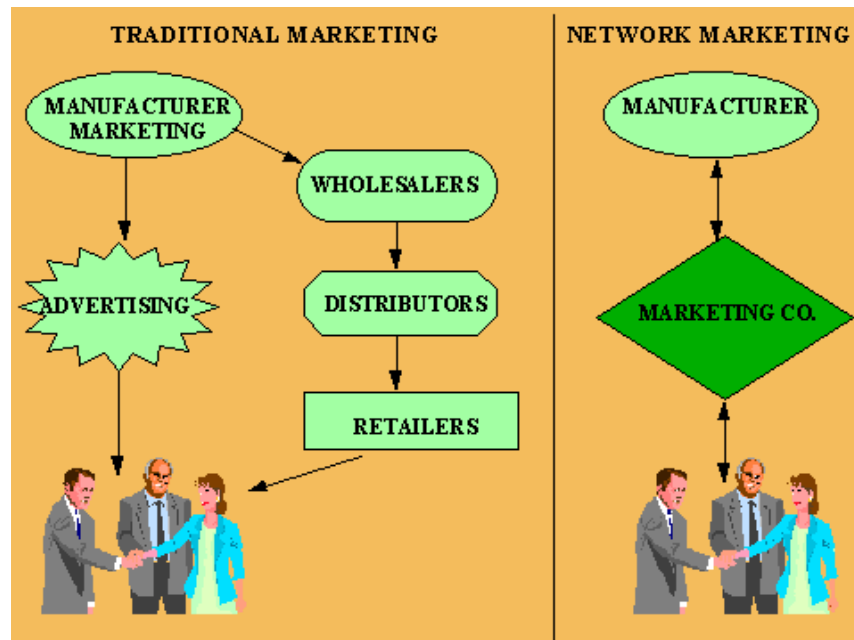 TRADITIONAL MARKETING
NETWORK MARKETING
MANUFACTURER
MARKETING
WHOLESALERS
ADVERTISING
DISTRIBUTORS
RETAILERS
MANUFACTURER
MARKETING CO.